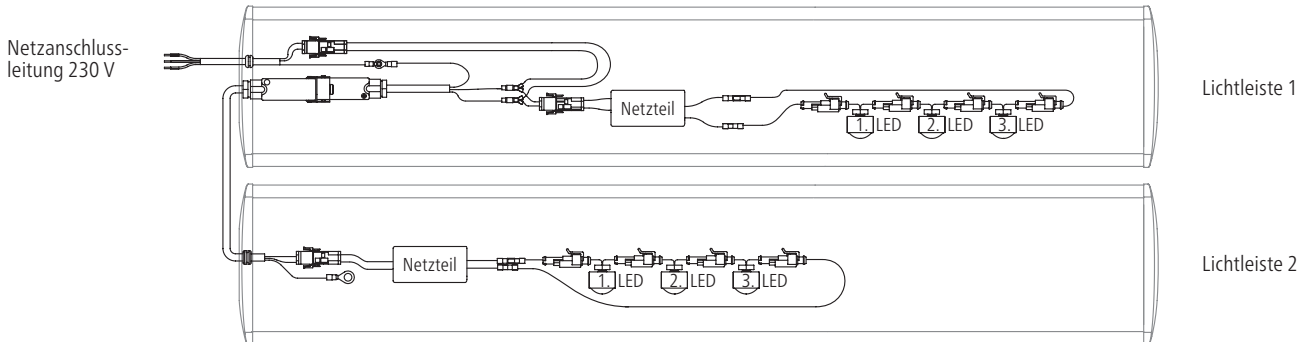 Netzanschluss-
leitung 230 V
Netzteil
1. LED
2. LED
3. LED
Lichtleiste 1
Netzteil
1. LED
2. LED
3. LED
Lichtleiste 2